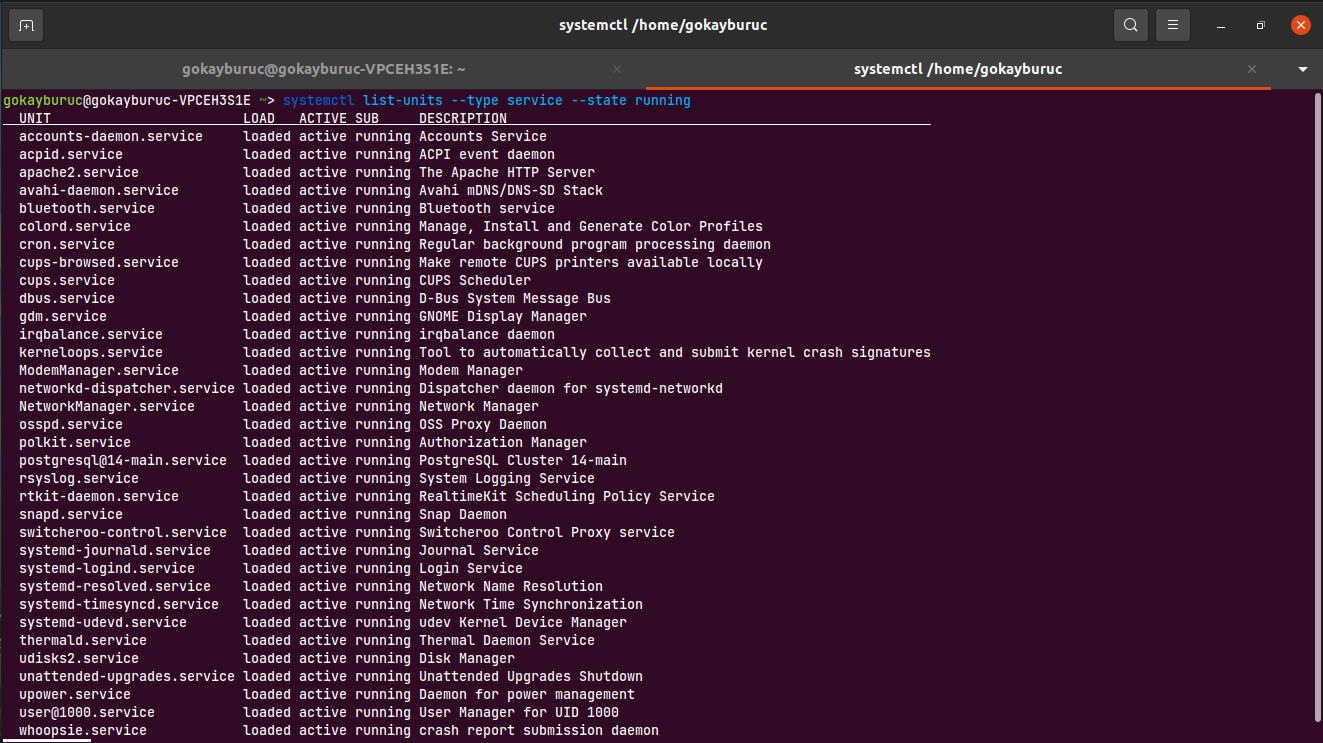 systemctl /home/gokayburuc
gokayburuc@gokayburuc-VPCEH3S1E: ~
systemctl /home/gokayburuc
gokayburuc@gokayburuc-VPCEH3S1E ~> systemctl list-units --type service --state running
UNIT LOAD ACTIVE SUB DESCRIPTION
accounts-daemon.service loaded active running Accounts Service
acpid.service loaded active running ACPI event daemon
apache2.service loaded active running The Apache HTTP Server
avahi-daemon.service loaded active running Avahi mDNS/DNS-SD Stack
bluetooth.service loaded active running Bluetooth service
colord.service loaded active running Manage, Install and Generate Color Profiles
cron.service loaded active running Regular background program processing daemon
cups-browsed.service loaded active running Make remote CUPS printers available locally
cups.service loaded active running CUPS Scheduler
dbus.service loaded active running D-Bus System Message Bus
gdm.service loaded active running GNOME Display Manager
irqbalance.service loaded active running irqbalance daemon
kerneloops.service loaded active running Tool to automatically collect and submit kernel crash signatures
ModemManager.service loaded active running Modem Manager
networkd-dispatcher.service loaded active running Dispatcher daemon for systemd-networkd
NetworkManager.service loaded active running Network Manager
osspd.service loaded active running OSS Proxy Daemon
polkit.service loaded active running Authorization Manager
postgresql@14-main.service loaded active running PostgreSQL Cluster 14-main
rsyslog.service loaded active running System Logging Service
rtkit-daemon.service loaded active running RealtimeKit Scheduling Policy Service
snapd.service loaded active running Snap Daemon
switcheroo-control.service loaded active running Switcheroo Control Proxy service
systemd-journald.service loaded active running Journal Service
systemd-logind.service loaded active running Login Service
systemd-resolved.service loaded active running Network Name Resolution
systemd-timesyncd.service loaded active running Network Time Synchronization
systemd-udevd.service loaded active running udev Kernel Device Manager
thermald.service loaded active running Thermal Daemon Service
udisks2.service loaded active running Disk Manager
unattended-upgrades.service loaded active running Unattended Upgrades Shutdown
upower.service loaded active running Daemon for power management
user@1000.service loaded active running User Manager for UID 1000
whoopsie.service loaded active running crash report submission daemon